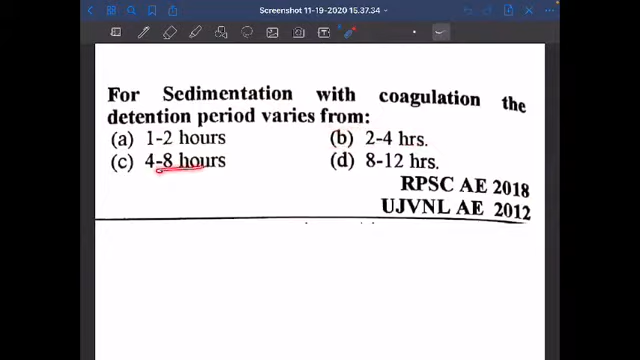 Screenshot 11-19-2020 15.37.34
For Sedimentation with coagulation the
detention period varies from:
(a) 1-2 hours (b) 2-4 hrs.
(c) 4-8 hours (d) 8-12 hrs.
RPSC AE 2018
UJVNL AE 2012